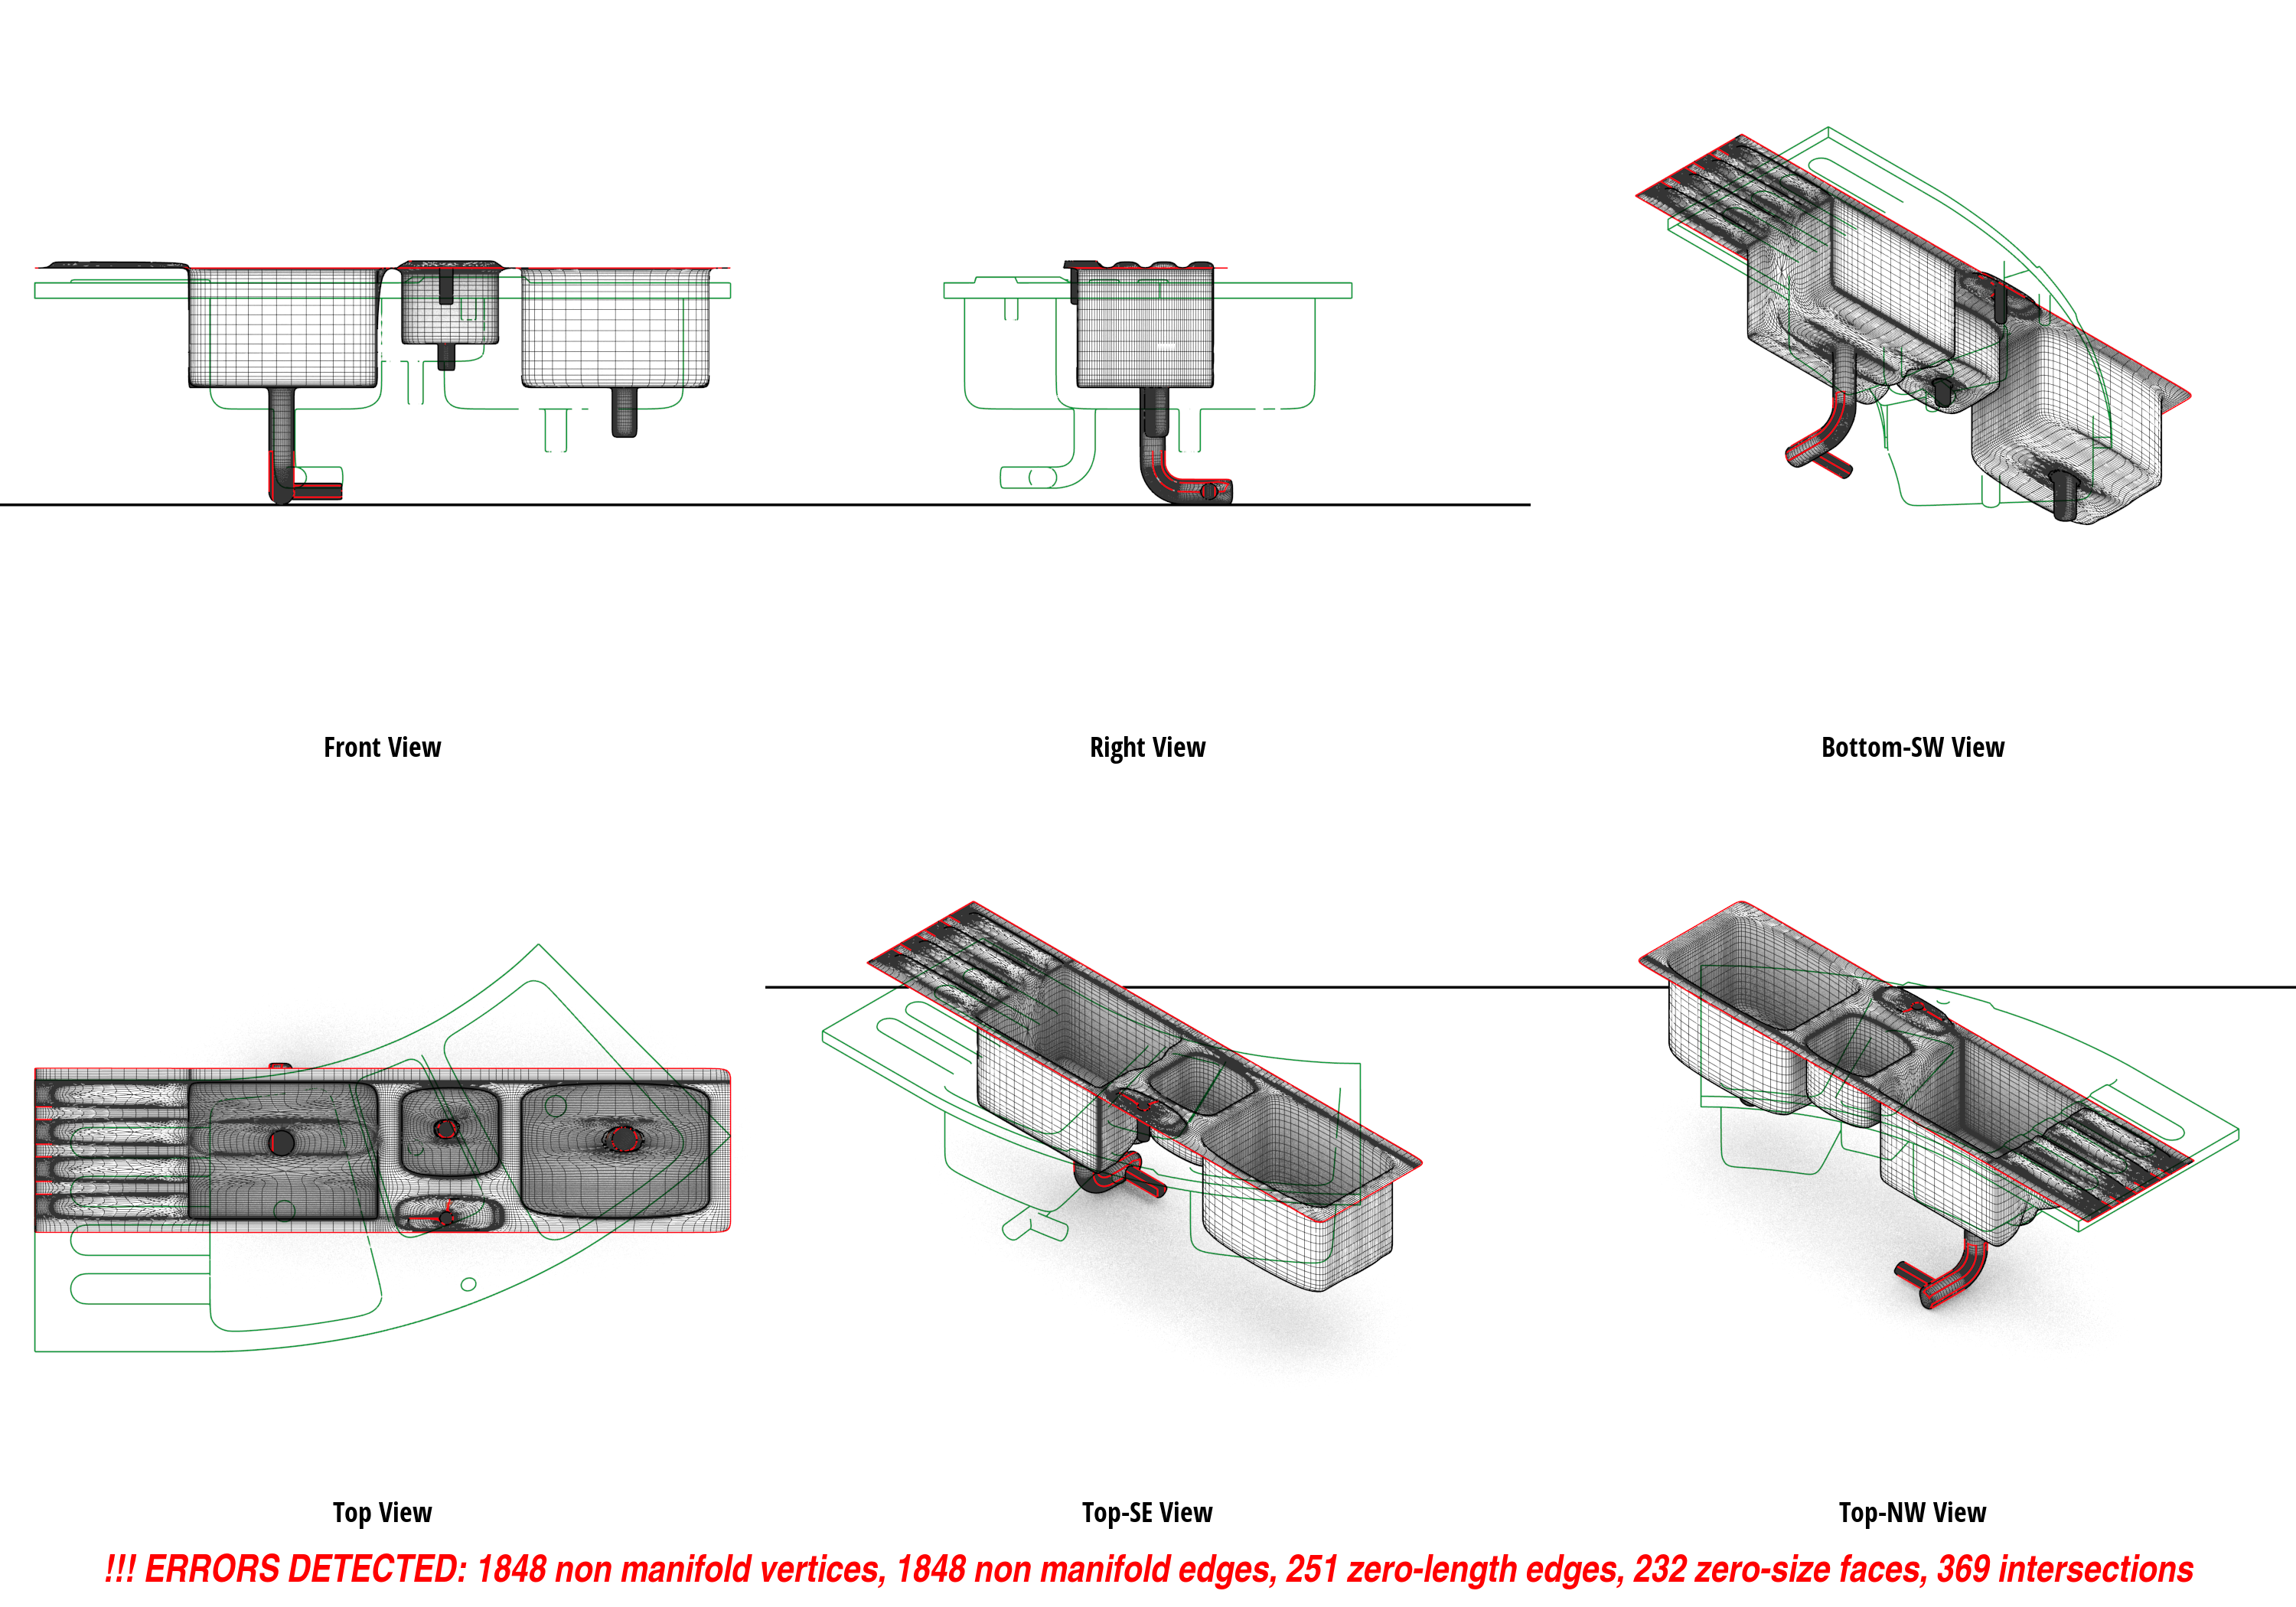 Front View
Right View
Bottom-SW View
Top View
Top-SE View
Top-NW View
!!! ERRORS DETECTED: 1848 non manifold vertices, 1848 non manifold edges, 251 zero-length edges, 232 zero-size faces, 369 intersections